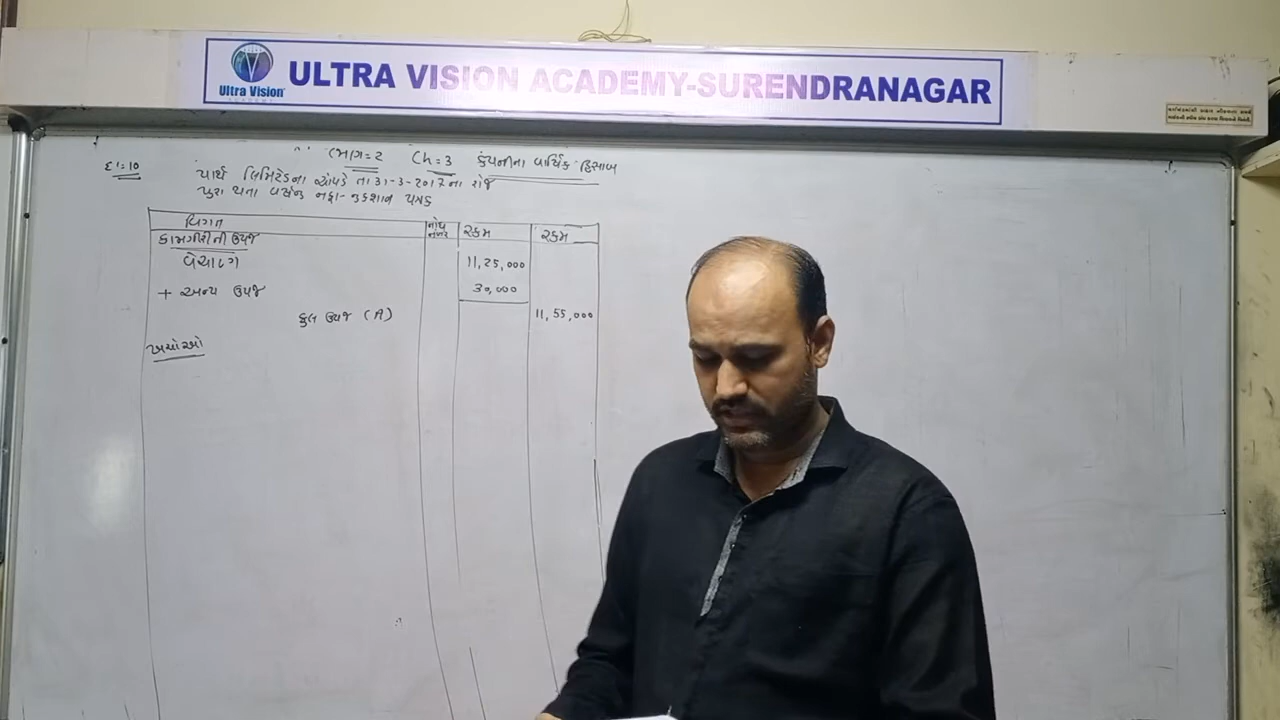 ULTRA VISION ACADEMY-SURENDRANAGAR
Ultra Vision
ACADEMY
ભાગ=2 Ch=3 કંપનીના વાર્ષિક હિસાબ
દા:10
પાર્થ લિમિટેડના ચોપડે તા 31-3-2017 ના રોજ
પુરા થતા વર્ષનું નફા-નુકશાન પત્રક
વિગત નોંધ નંબર રકમ રકમ
કામગીરીની ઉપજ
વેચાણ 11,25,000
+ અન્ય ઉપજ 30,000
કુલ ઉપજ (A) 11,55,000
ખર્ચાઓ